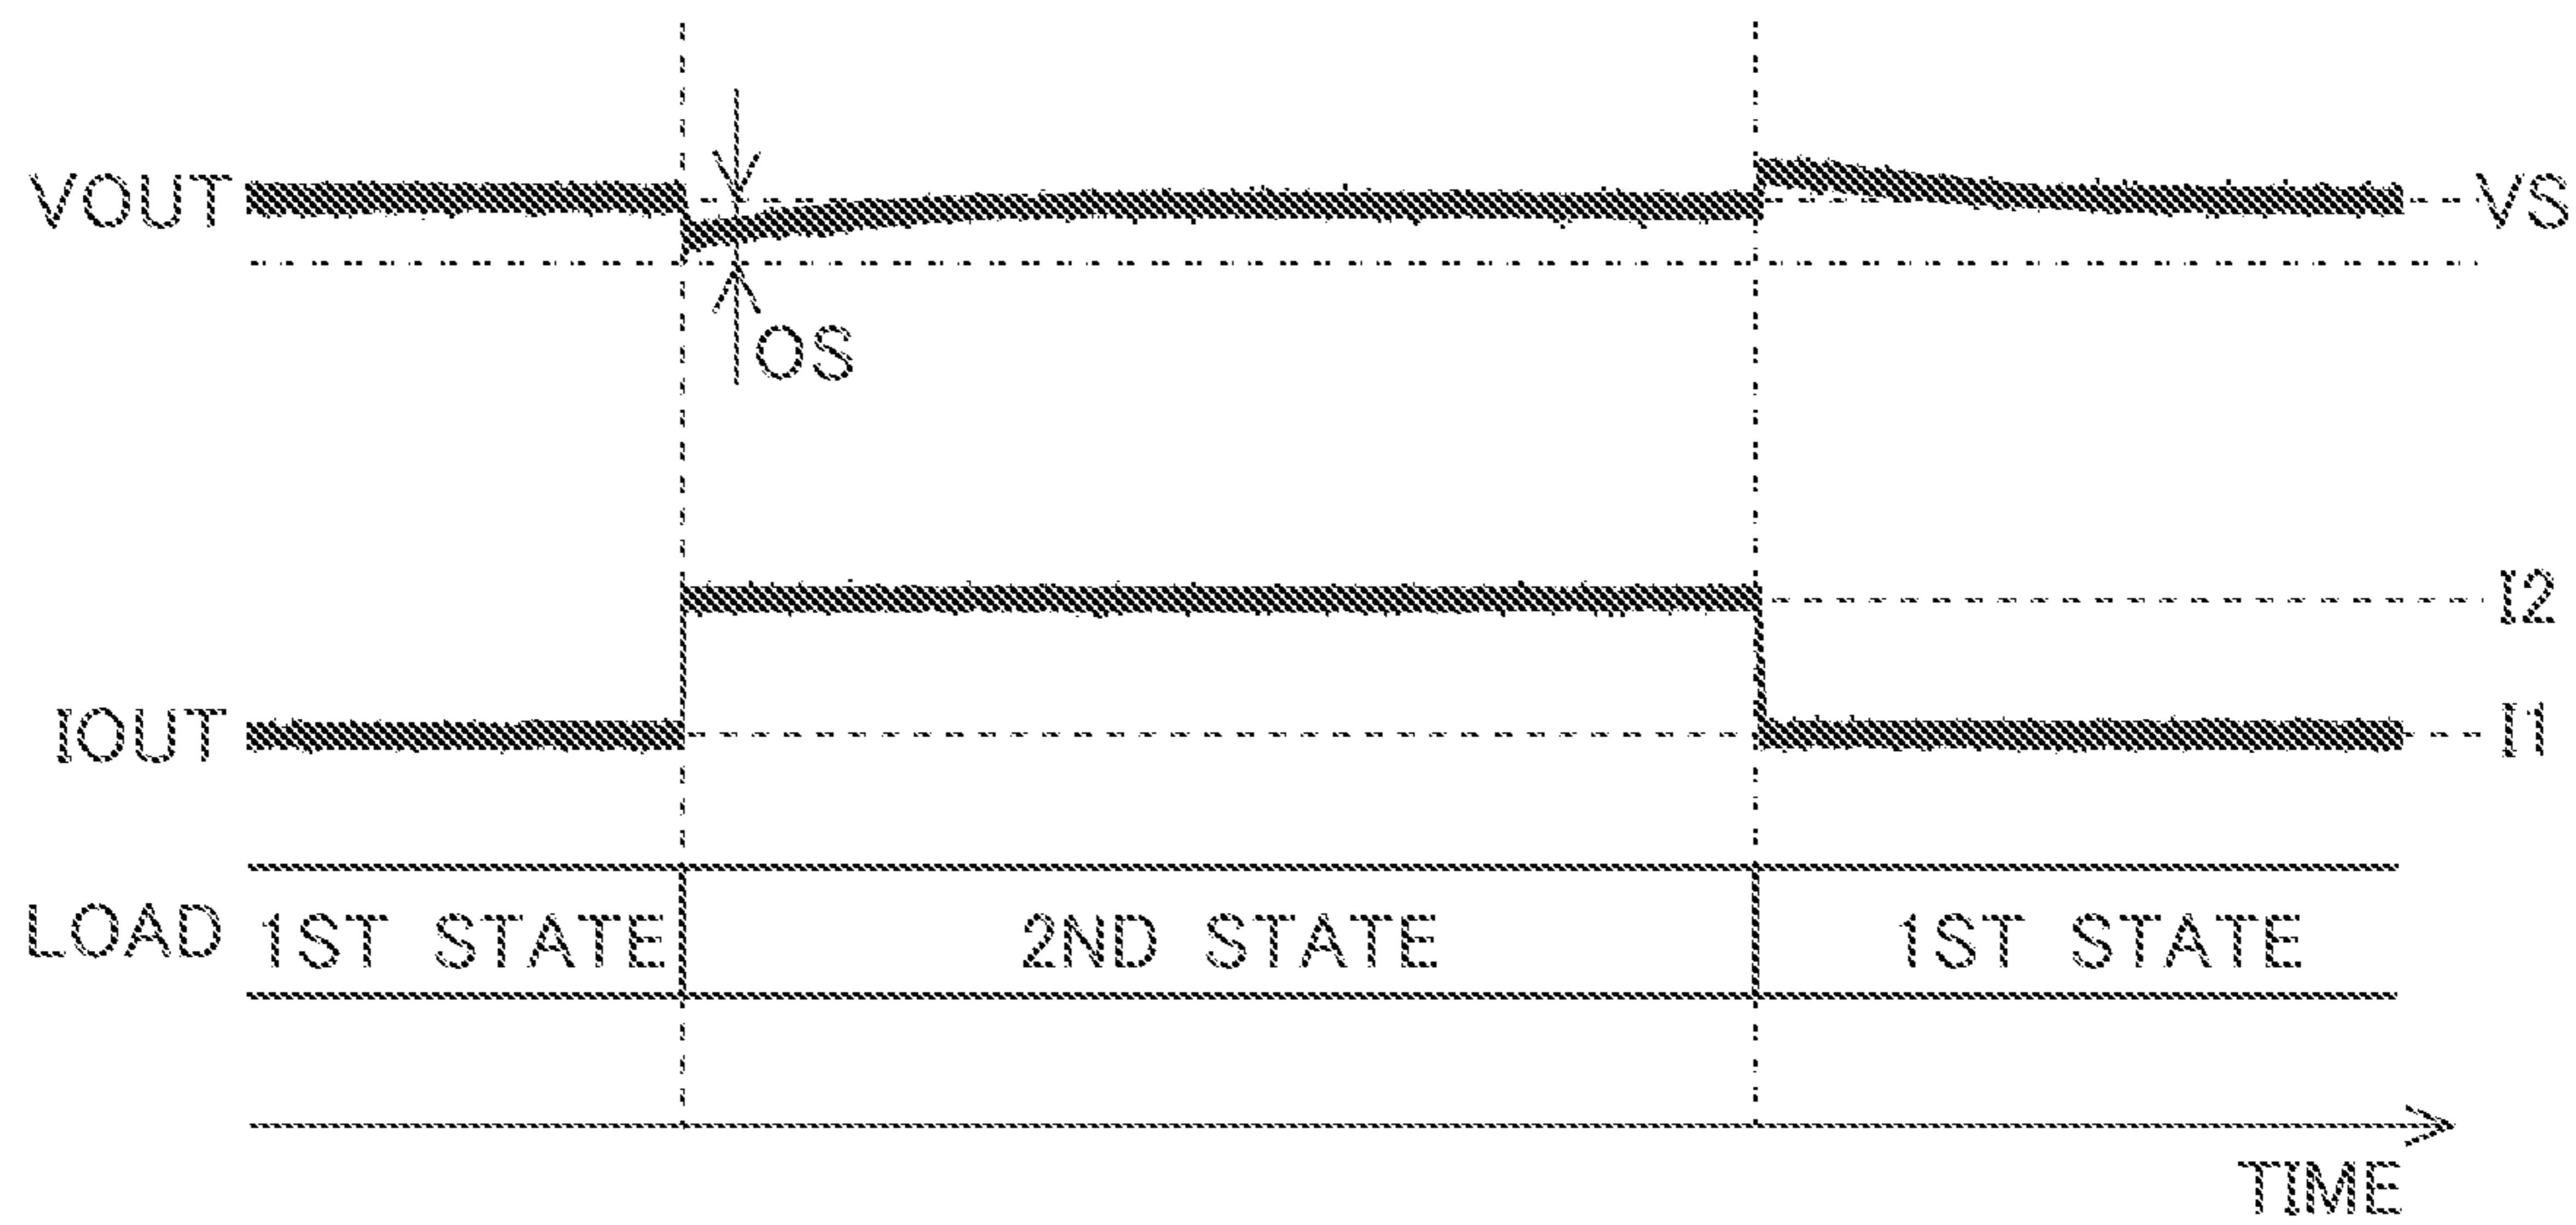 VOUT
VS
OS
I2
IOUT
I1
LOAD
1ST STATE
2ND STATE
1ST STATE
TIME